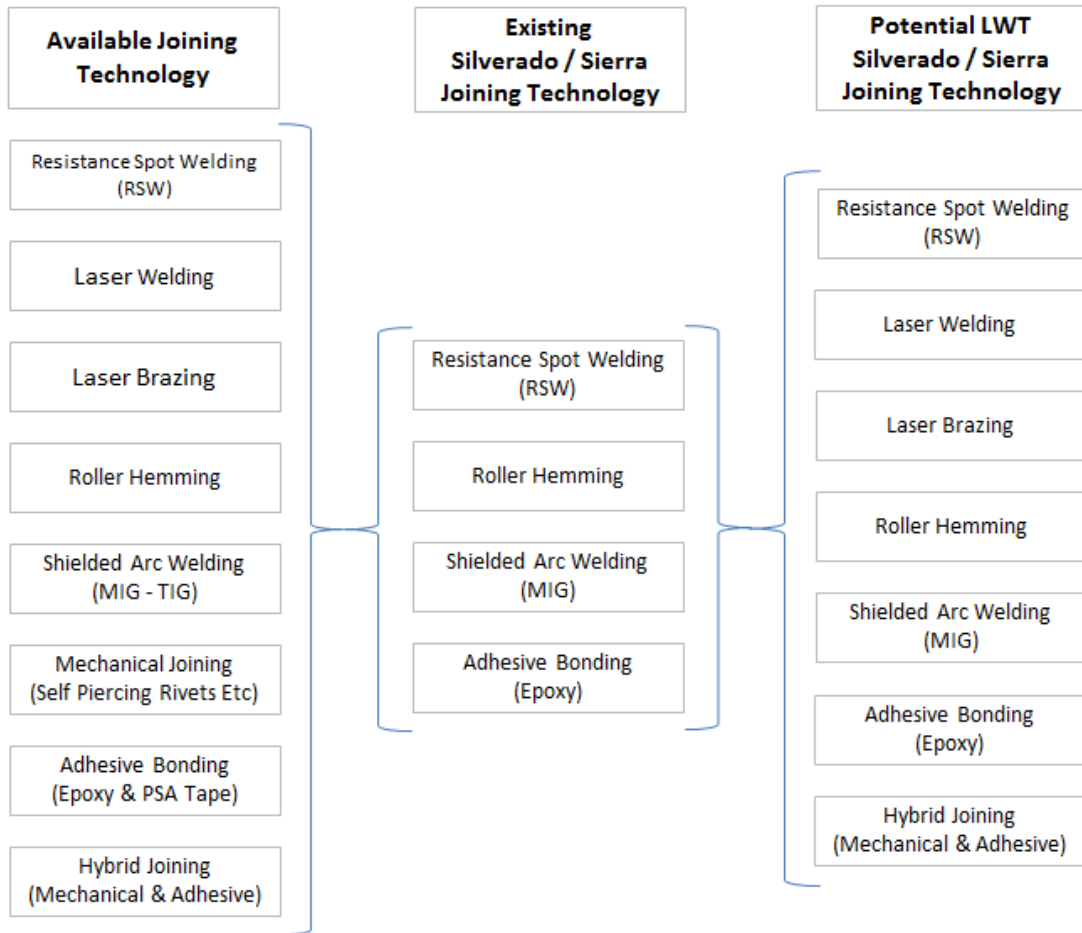 Available Joining
Technology
Resistance Spot Welding
(RSW)
Laser Welding
Laser Brazing
Roller Hemming
Shielded Arc Welding
(MIG - TIG)
Mechanical Joining
(Self Piercing Rivets Etc)
Adhesive Bonding
(Epoxy & PSA Tape)
Hybrid Joining
(Mechanical & Adhesive)
Existing
Silverado / Sierra
Joining Technology
Resistance Spot Welding
(RSW)
Roller Hemming
Shielded Arc Welding
(MIG)
Adhesive Bonding
(Epoxy)
Potential LWT
Silverado / Sierra
Joining Technology
Resistance Spot Welding
(RSW)
Laser Welding
Laser Brazing
Roller Hemming
Shielded Arc Welding
(MIG)
Adhesive Bonding
(Epoxy)
Hybrid Joining
(Mechanical & Adhesive)